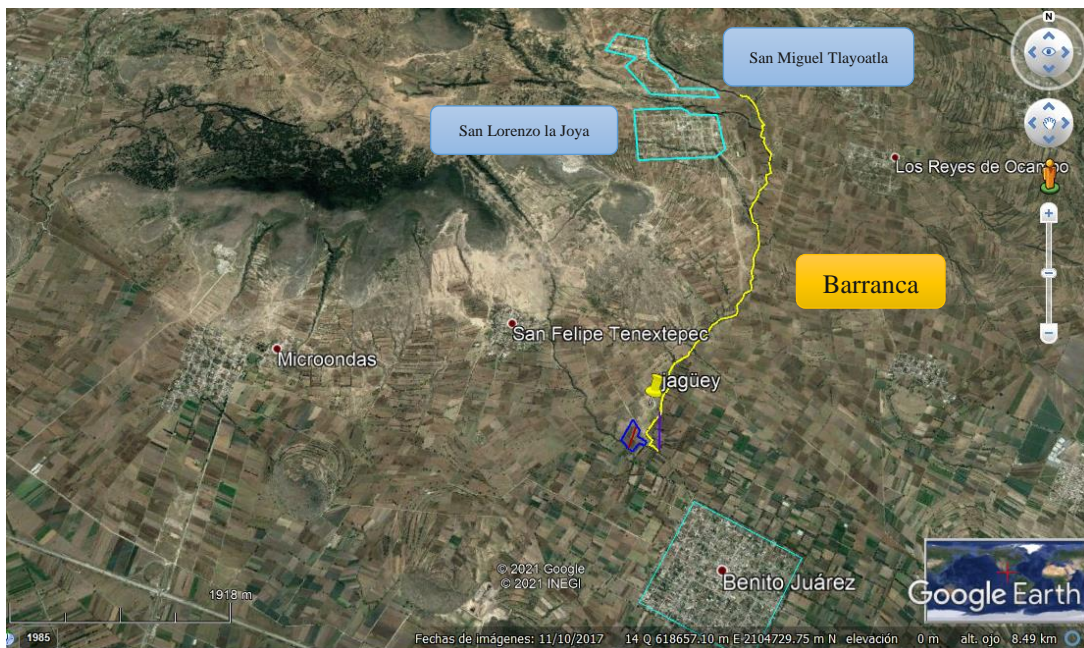 N
San Miguel Tlayoatla
San Lorenzo la Joya
Los Reyes de Ocampo
Barranca
San Felipe Tenextepec
Microondas
jagüey
© 2021 Google
© 2021 INEGI
Benito Juárez
Google Earth
1918 m
1985
Fechas de imágenes: 11/10/2017 14 Q 618657.10 m E 2104729.75 m N elevación 0 m alt. ojo 8.49 km